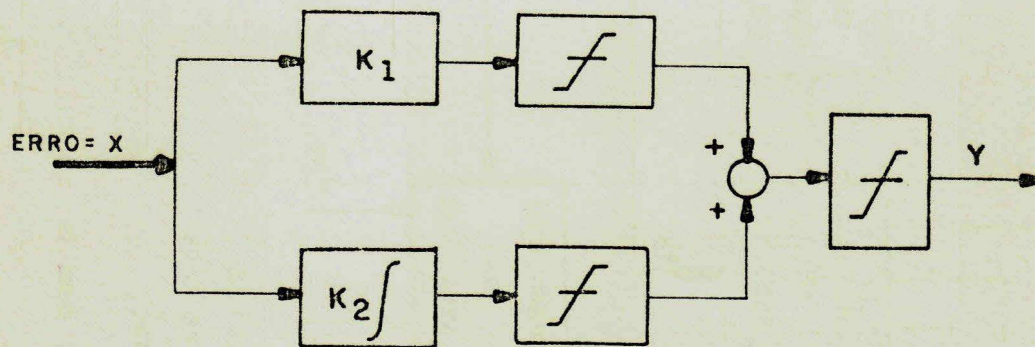 K1
ERRO= X
+
Y
+
K2∫